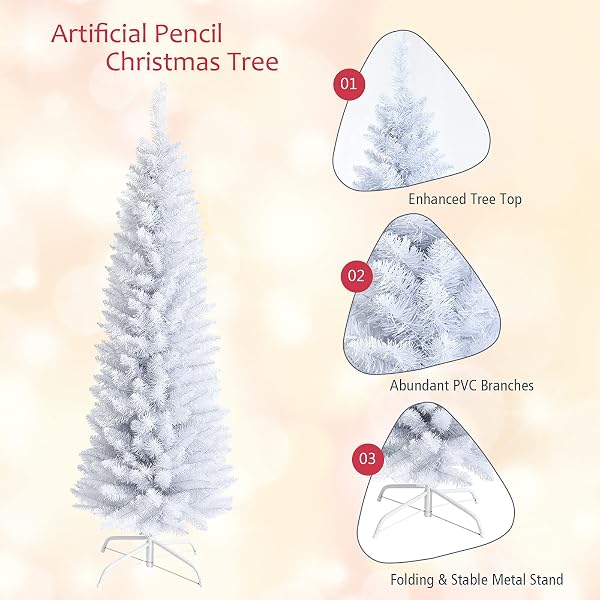 Artificial Pencil
Christmas Tree
01
Enhanced Tree Top
02
Abundant PVC Branches
03
Folding & Stable Metal Stand